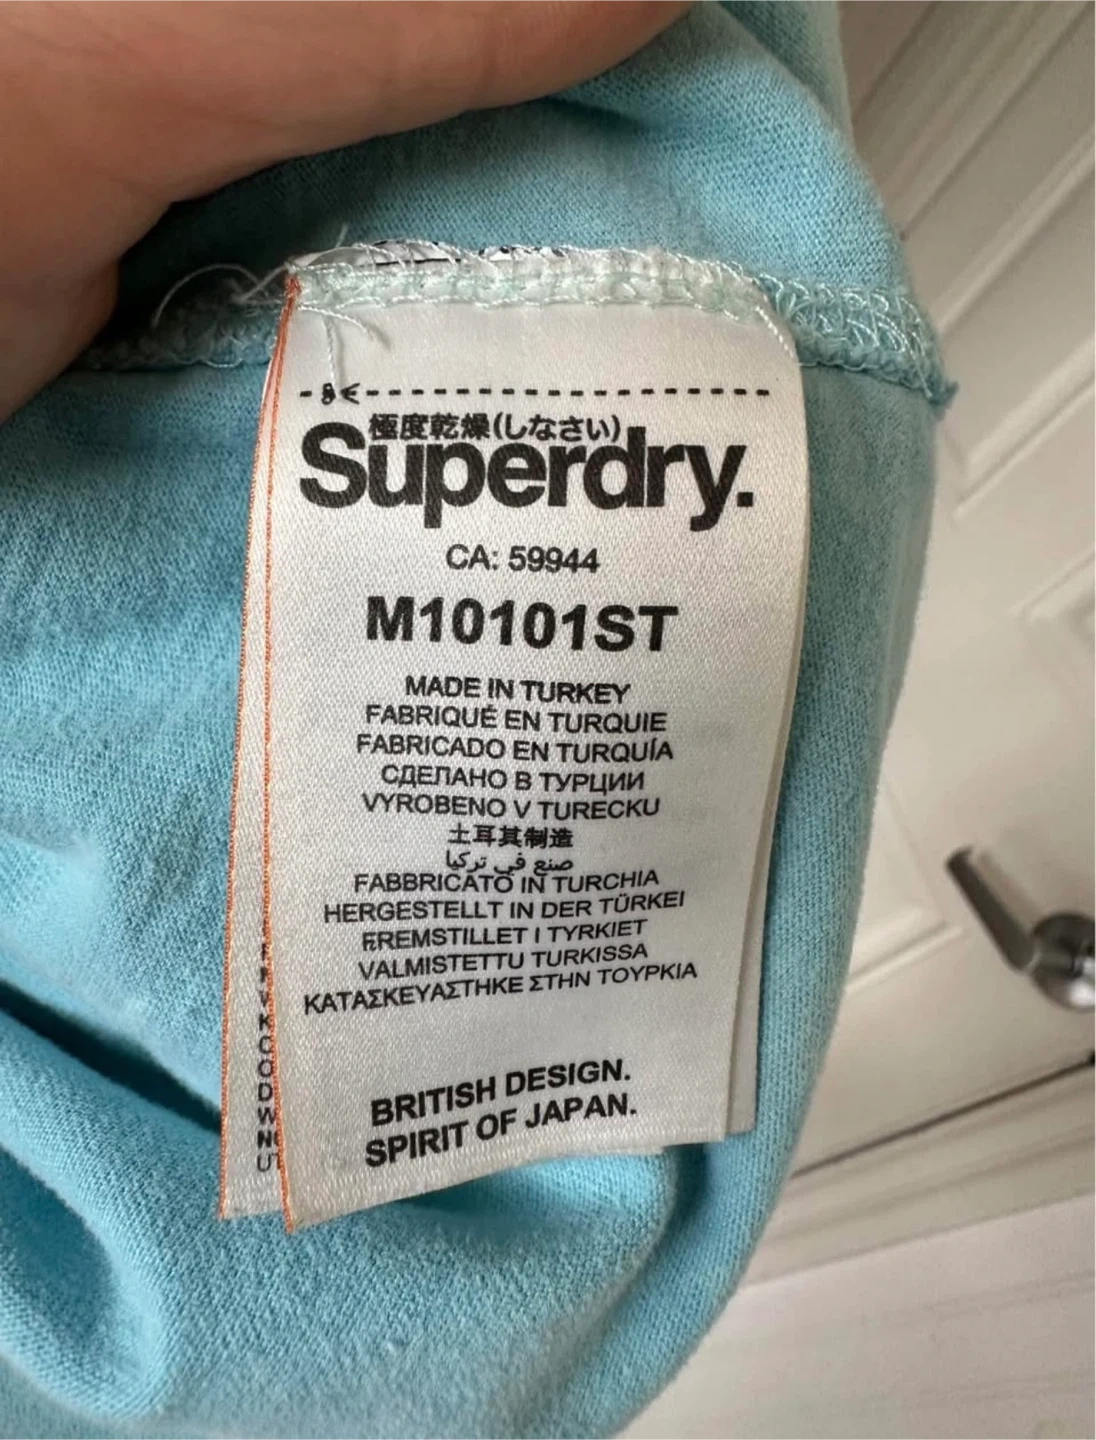 極度乾燥(しなさい)
Superdry.
CA: 59944
M10101ST
MADE IN TURKEY
FABRIQUÉ EN TURQUIE
FABRICADO EN TURQUÍA
СДЕЛАНО В ТУРЦИИ
VYROBENO V TURECKU
土耳其制造
صنع في تركيا
FABBRICATO IN TURCHIA
HERGESTELLT IN DER TÜRKEI
FREMSTILLET I TYRKIET
VALMISTETTU TURKISSA
ΚΑΤΑΣΚΕΥΑΣΤΗΚΕ ΣΤΗΝ ΤΟΥΡΚΙΑ
BRITISH DESIGN.
SPIRIT OF JAPAN.